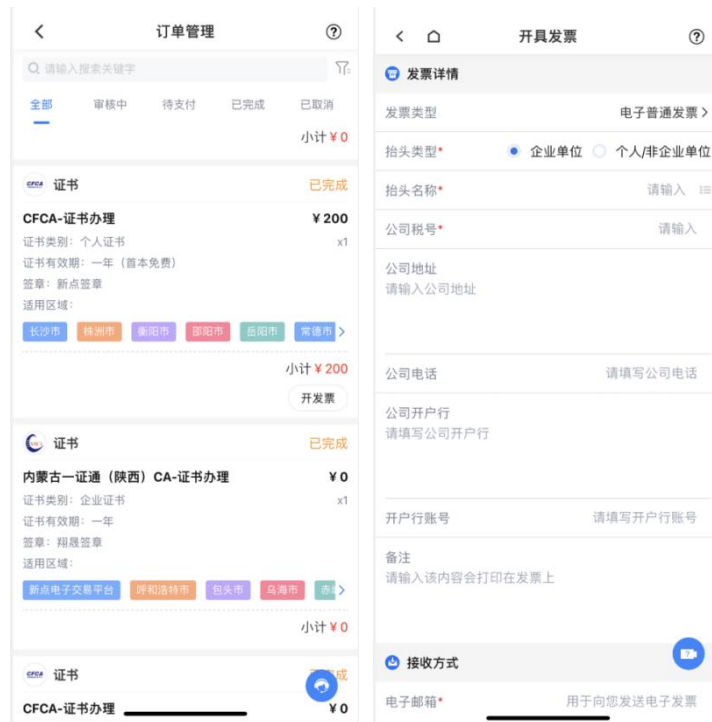 订单管理
请输入搜索关键字
全部 审核中 待支付 已完成 已取消
小计 ¥ 0
CFCA 证书 已完成
CFCA-证书办理 ¥ 200
证书类别：个人证书 x1
证书有效期：一年（首本免费）
签章：新点签章
适用区域：
长沙市 株洲市 衡阳市 邵阳市 岳阳市 常德市
小计 ¥ 200
开发票
证书 已完成
内蒙古一证通（陕西）CA-证书办理 ¥ 0
证书类别：企业证书 x1
证书有效期：一年
签章：翔晟签章
适用区域：
新点电子交易平台 呼和浩特市 包头市 乌海市
小计 ¥ 0
CFCA 证书
CFCA-证书办理 ¥ 0
开具发票
发票详情
发票类型 电子普通发票
抬头类型* 企业单位 个人/非企业单位
抬头名称* 请输入
公司税号* 请输入
公司地址
请输入公司地址
公司电话 请填写公司电话
公司开户行
请填写公司开户行
开户行账号 请填写开户行账号
备注
请输入该内容会打印在发票上
接收方式
电子邮箱* 用于向您发送电子发票